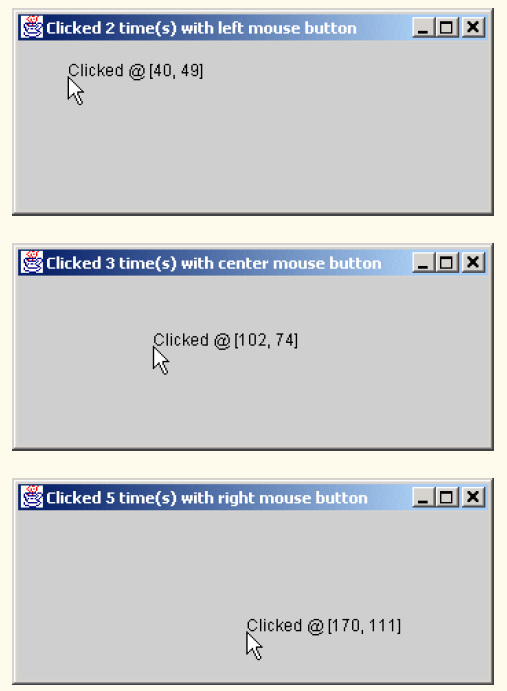 Clicked 2 time(s) with left mouse button
Clicked @ [40, 49]
Clicked 3 time(s) with center mouse button
Clicked @ [102, 74]
Clicked 5 time(s) with right mouse button
Clicked @ [170, 111]